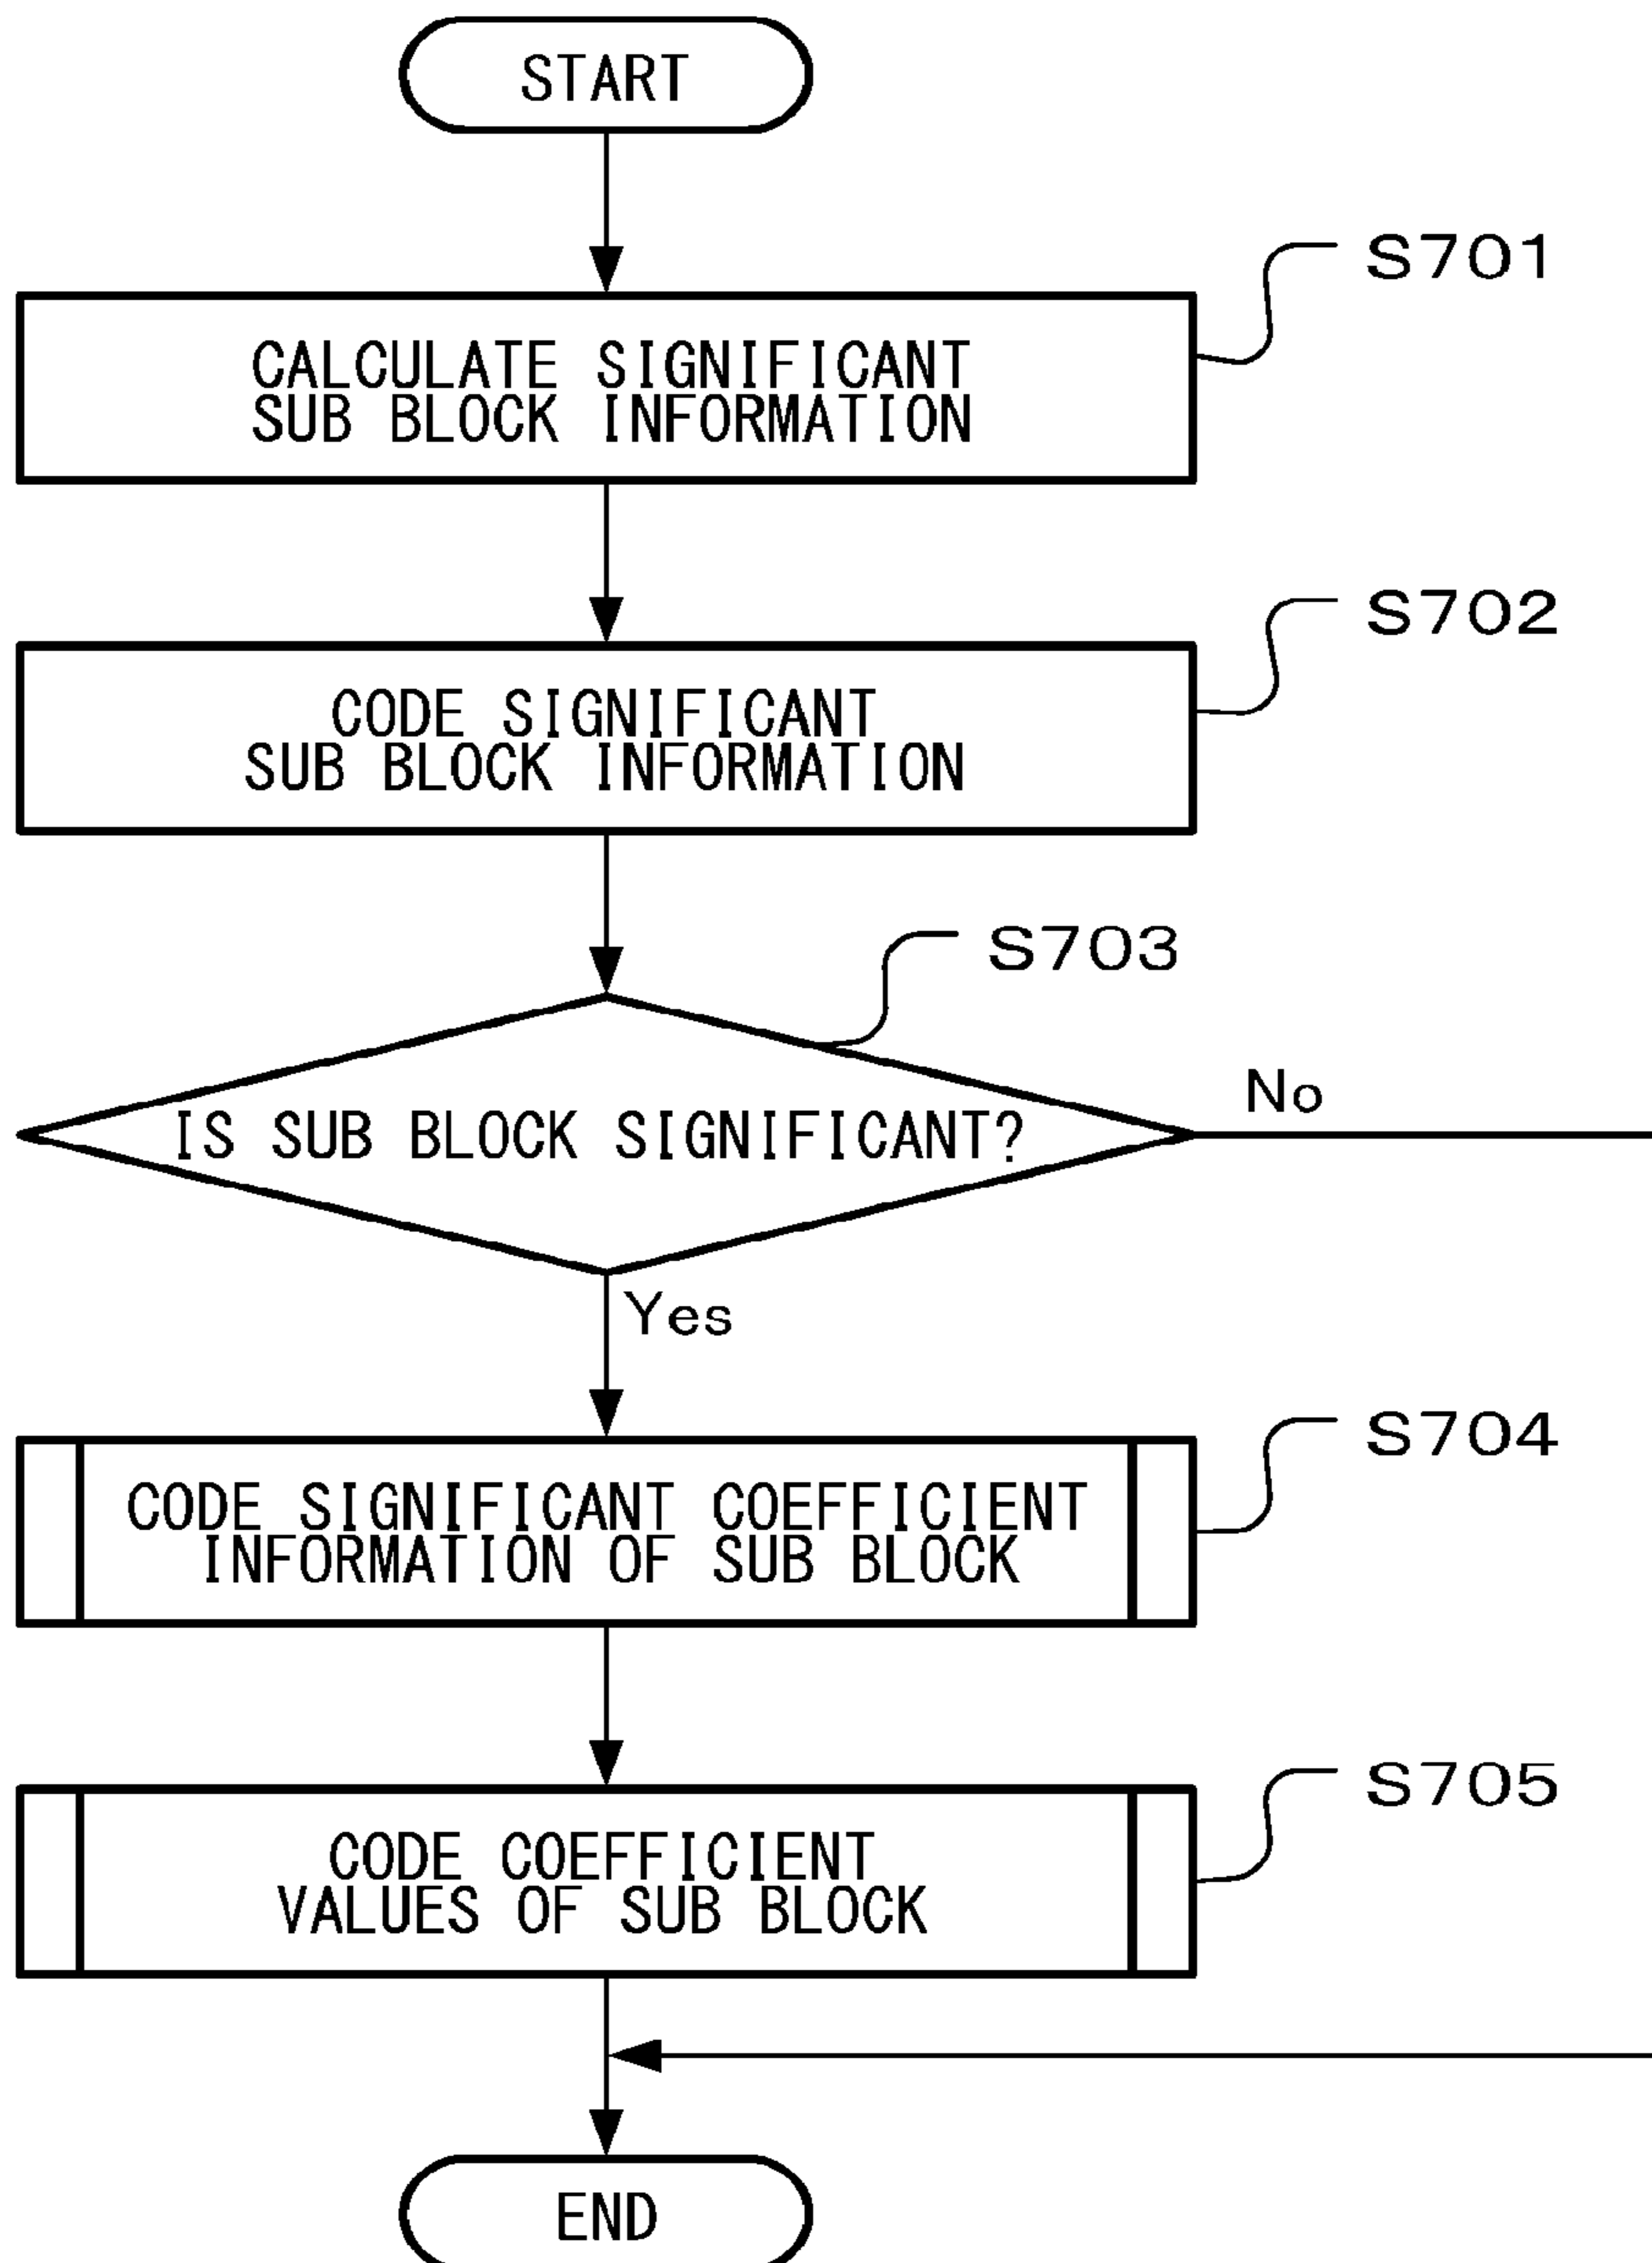 START
S701
CALCULATE SIGNIFICANT
SUB BLOCK INFORMATION
S702
CODE SIGNIFICANT
SUB BLOCK INFORMATION
S703
No
IS SUB BLOCK SIGNIFICANT?
Yes
S704
CODE SIGNIFICANT COEFFICIENT
INFORMATION OF SUB BLOCK
S705
CODE COEFFICIENT
VALUES OF SUB BLOCK
END